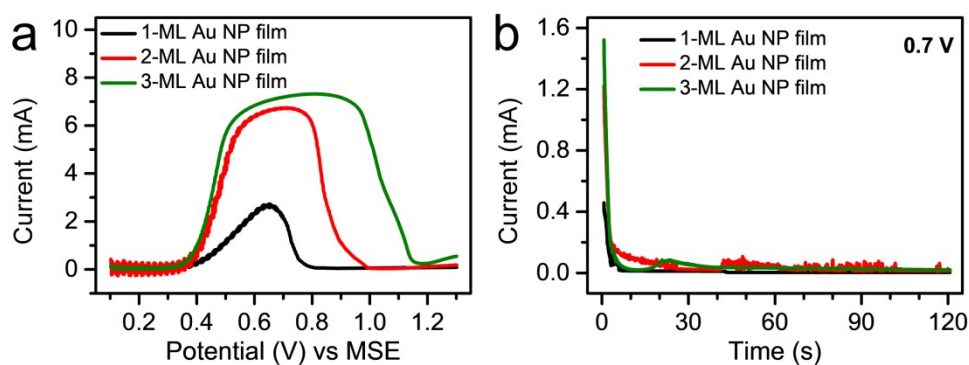 a
10
8
6
4
2
0
Current (mA)
1-ML Au NP film
2-ML Au NP film
3-ML Au NP film
0.2 0.4 0.6 0.8 1.0 1.2
Potential (V) vs MSE
b
1.6
1.2
0.8
0.4
0.0
Current (mA)
0.7 V
1-ML Au NP film
2-ML Au NP film
3-ML Au NP film
0 30 60 90 120
Time (s)